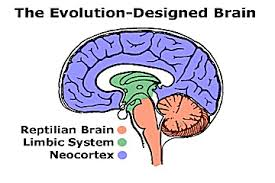 The Evolution-Designed Brain
Reptilian Brain
Limbic System
Neocortex